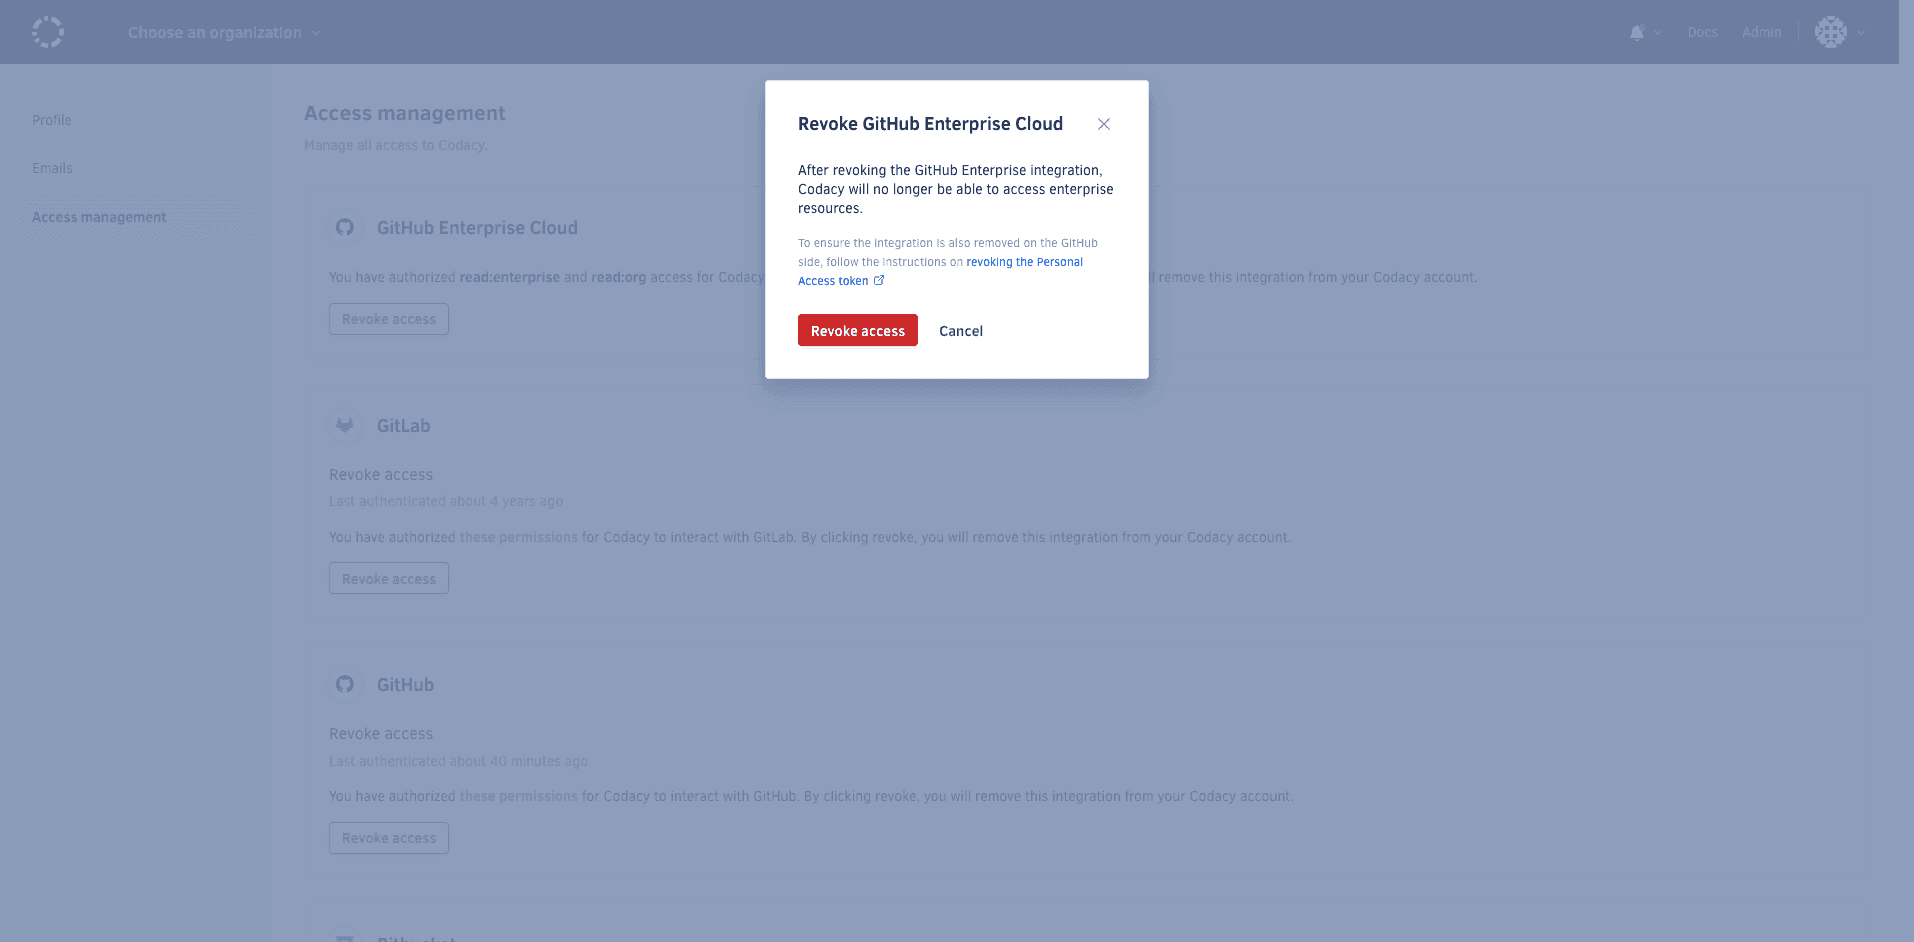 Choose an organization
Docs
Admin
Profile
Emails
Access management
Access management
Manage all access to Codacy.
GitHub Enterprise Cloud
You have authorized read:enterprise and read:org access for Codacy
ll remove this integration from your Codacy account.
Revoke access
Revoke GitHub Enterprise Cloud
After revoking the GitHub Enterprise integration,
Codacy will no longer be able to access enterprise
resources.
To ensure the integration is also removed on the GitHub
side, follow the instructions on revoking the Personal
Access token
Revoke access
Cancel
GitLab
Revoke access
Last authenticated about 4 years ago
You have authorized these permissions for Codacy to interact with GitLab. By clicking revoke, you will remove this integration from your Codacy account.
Revoke access
GitHub
Revoke access
Last authenticated about 40 minutes ago
You have authorized these permissions for Codacy to interact with GitHub. By clicking revoke, you will remove this integration from your Codacy account.
Revoke access
Bitbucket